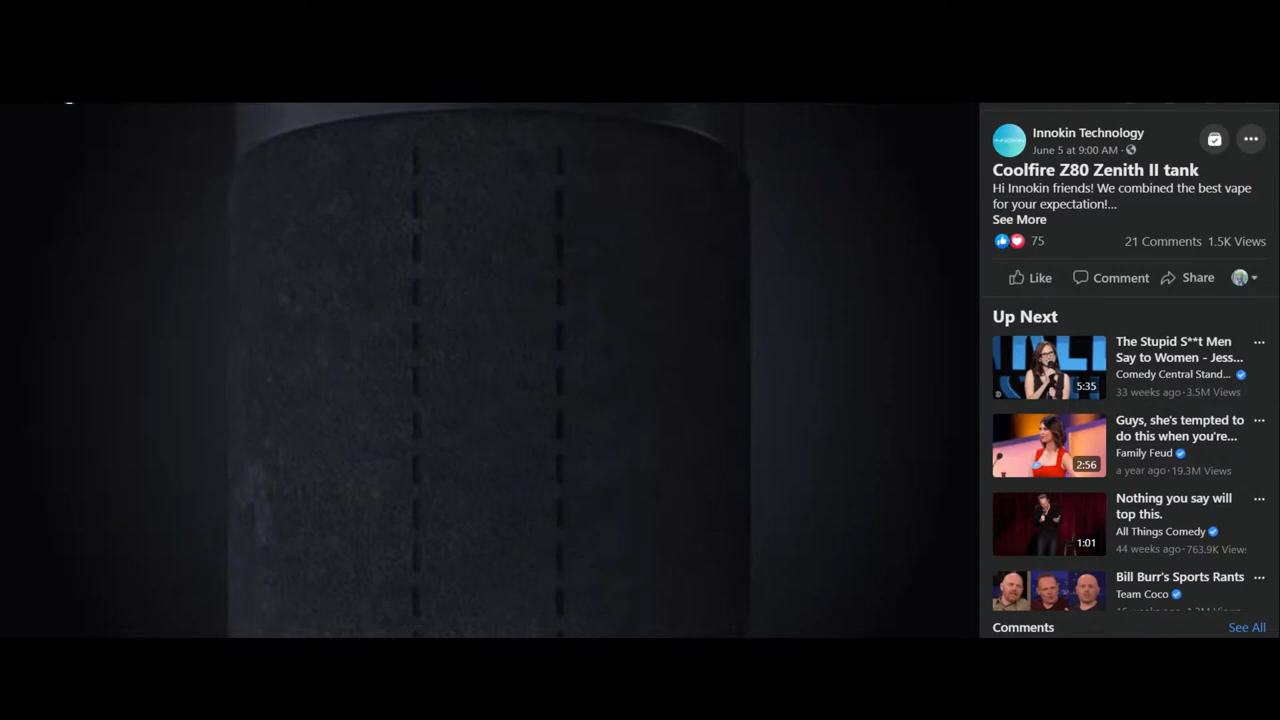 Innokin Technology
June 5 at 9:00 AM ·
Coolfire Z80 Zenith II tank
Hi Innokin friends! We combined the best vape
for your expectation!...
See More
75
21 Comments 1.5K Views
Like Comment Share
Up Next
The Stupid S**t Men
Say to Women - Jess...
Comedy Central Stand...
33 weeks ago · 3.5M Views
5:35
Guys, she's tempted to
do this when you're...
Family Feud
a year ago · 19.3M Views
2:56
Nothing you say will
top this.
All Things Comedy
44 weeks ago · 763.9K Views
1:01
Bill Burr's Sports Rants
Team Coco
Comments See All